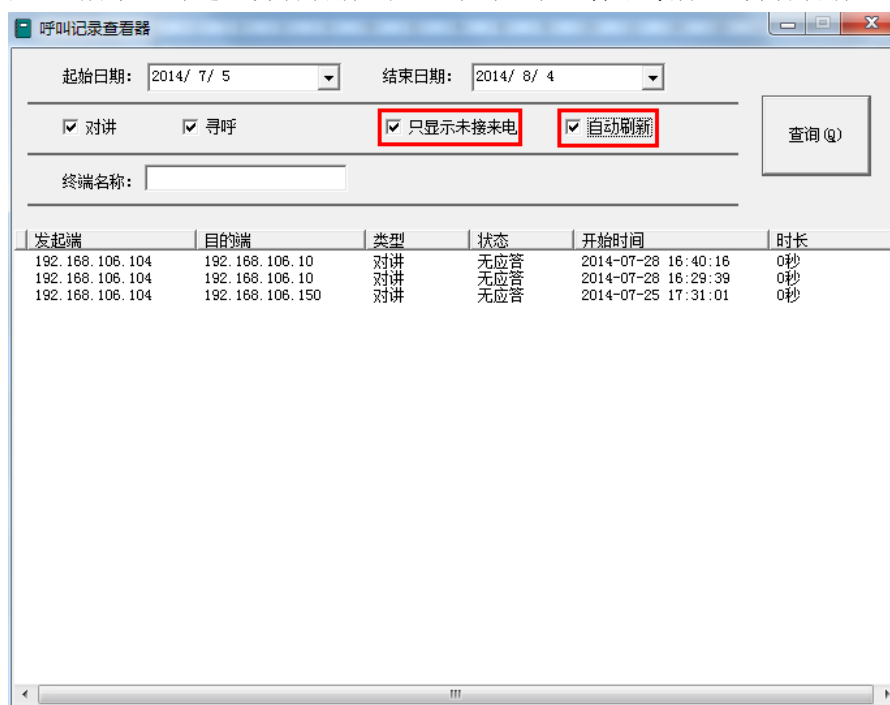 呼叫记录查看器
起始日期： 2014/ 7/ 5 结束日期： 2014/ 8/ 4
对讲 寻呼 只显示未接来电 自动刷新 查询(Q)
终端名称：
发起端 目的端 类型 状态 开始时间 时长
192.168.106.104 192.168.106.10 对讲 无应答 2014-07-28 16:40:16 0秒
192.168.106.104 192.168.106.10 对讲 无应答 2014-07-28 16:29:39 0秒
192.168.106.104 192.168.106.150 对讲 无应答 2014-07-25 17:31:01 0秒